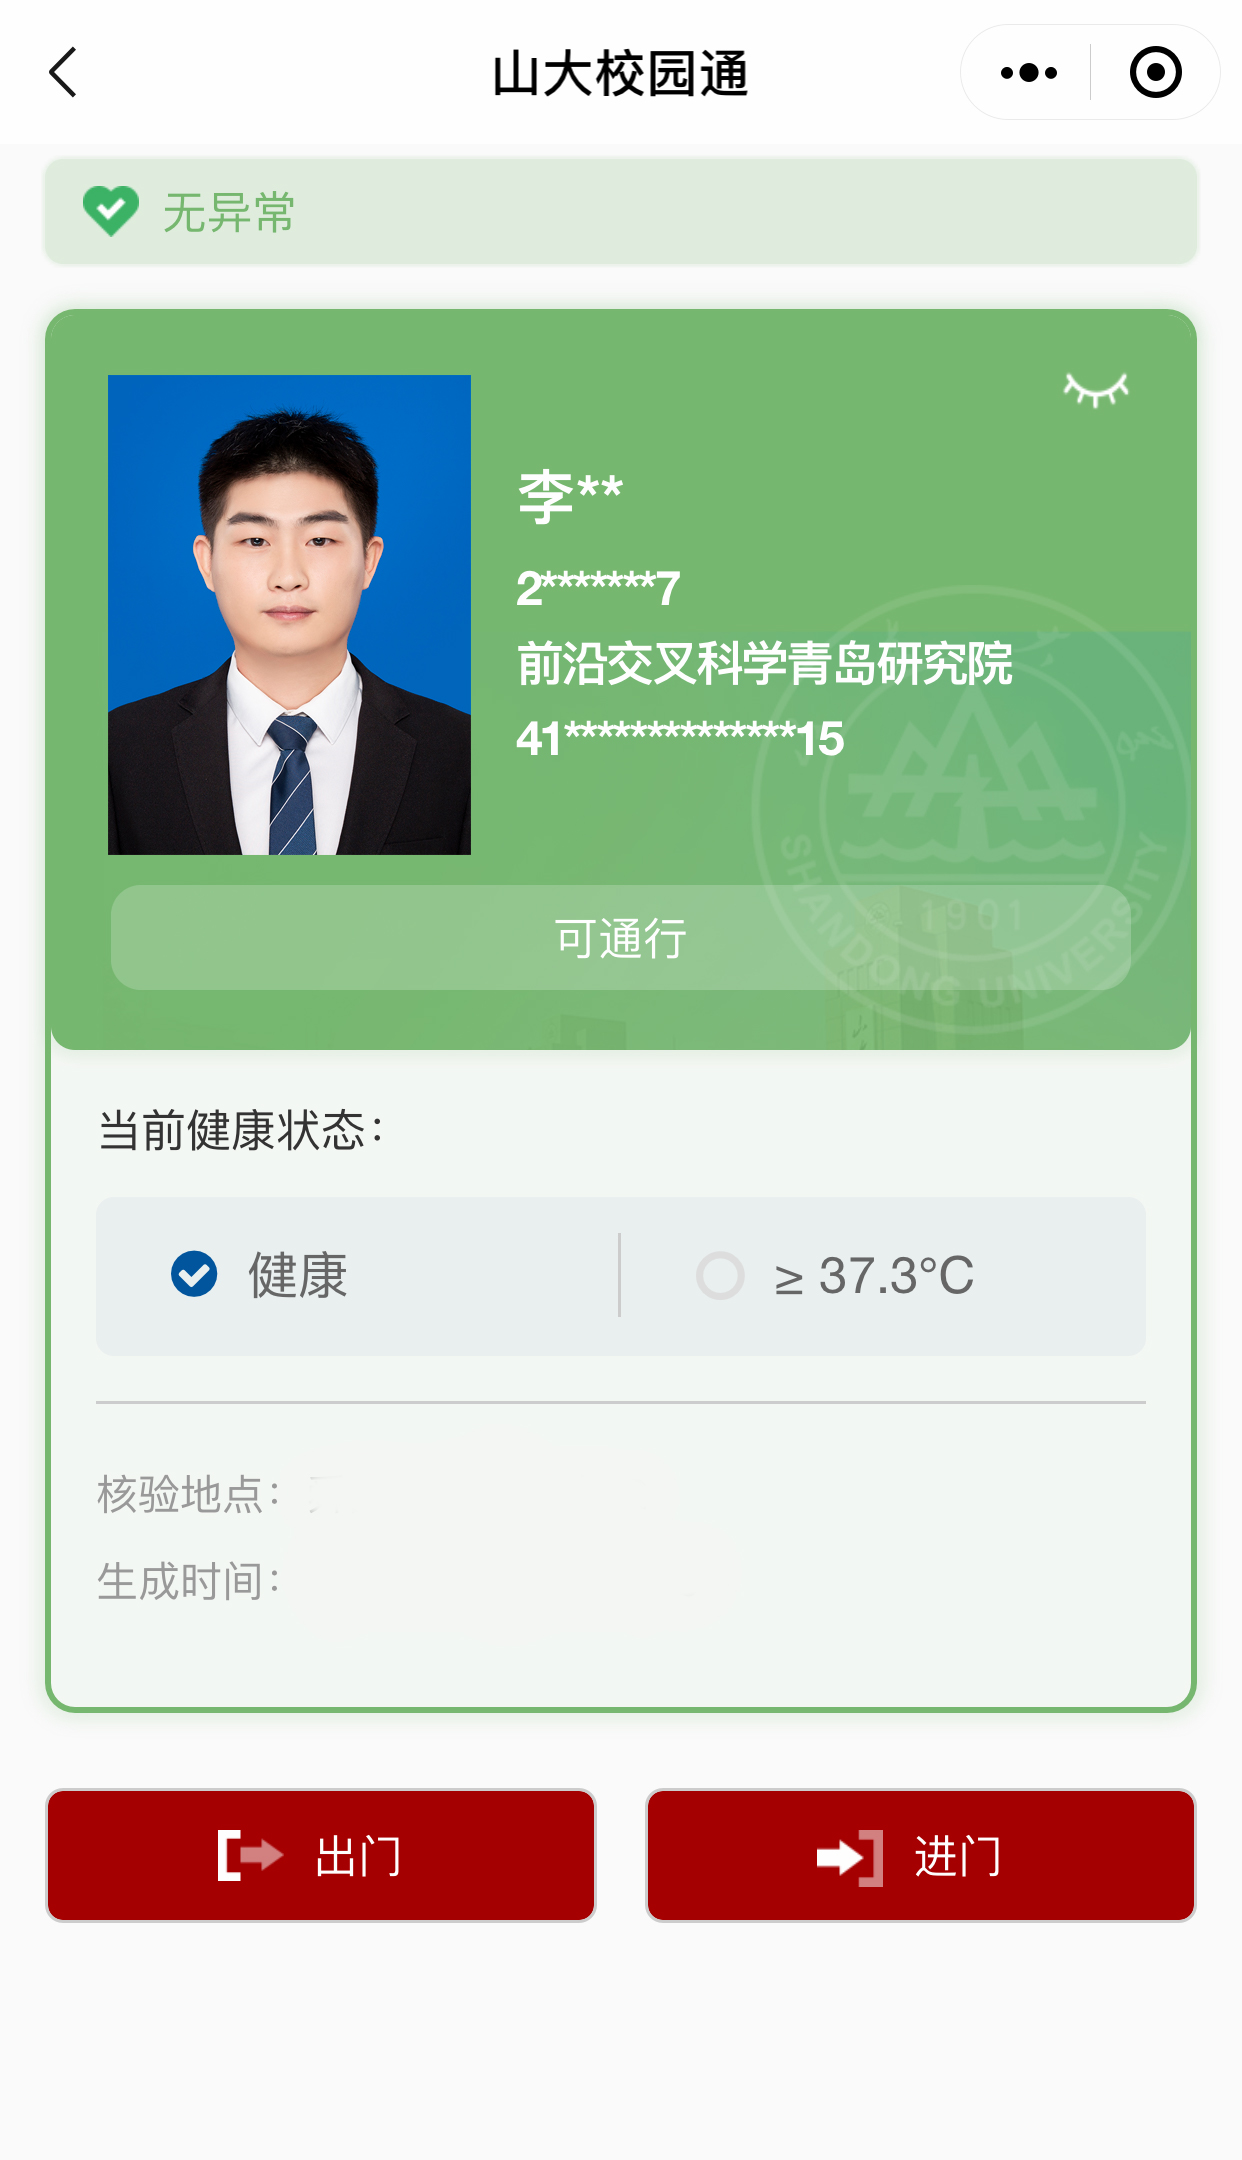 山大校园通
无异常
李**
2*******7
前沿交叉科学青岛研究院
41**************15
SHANDONG UNIVERSITY
1901
可通行
当前健康状态：
健康
≥ 37.3°C
核验地点：
生成时间：
出门
进门